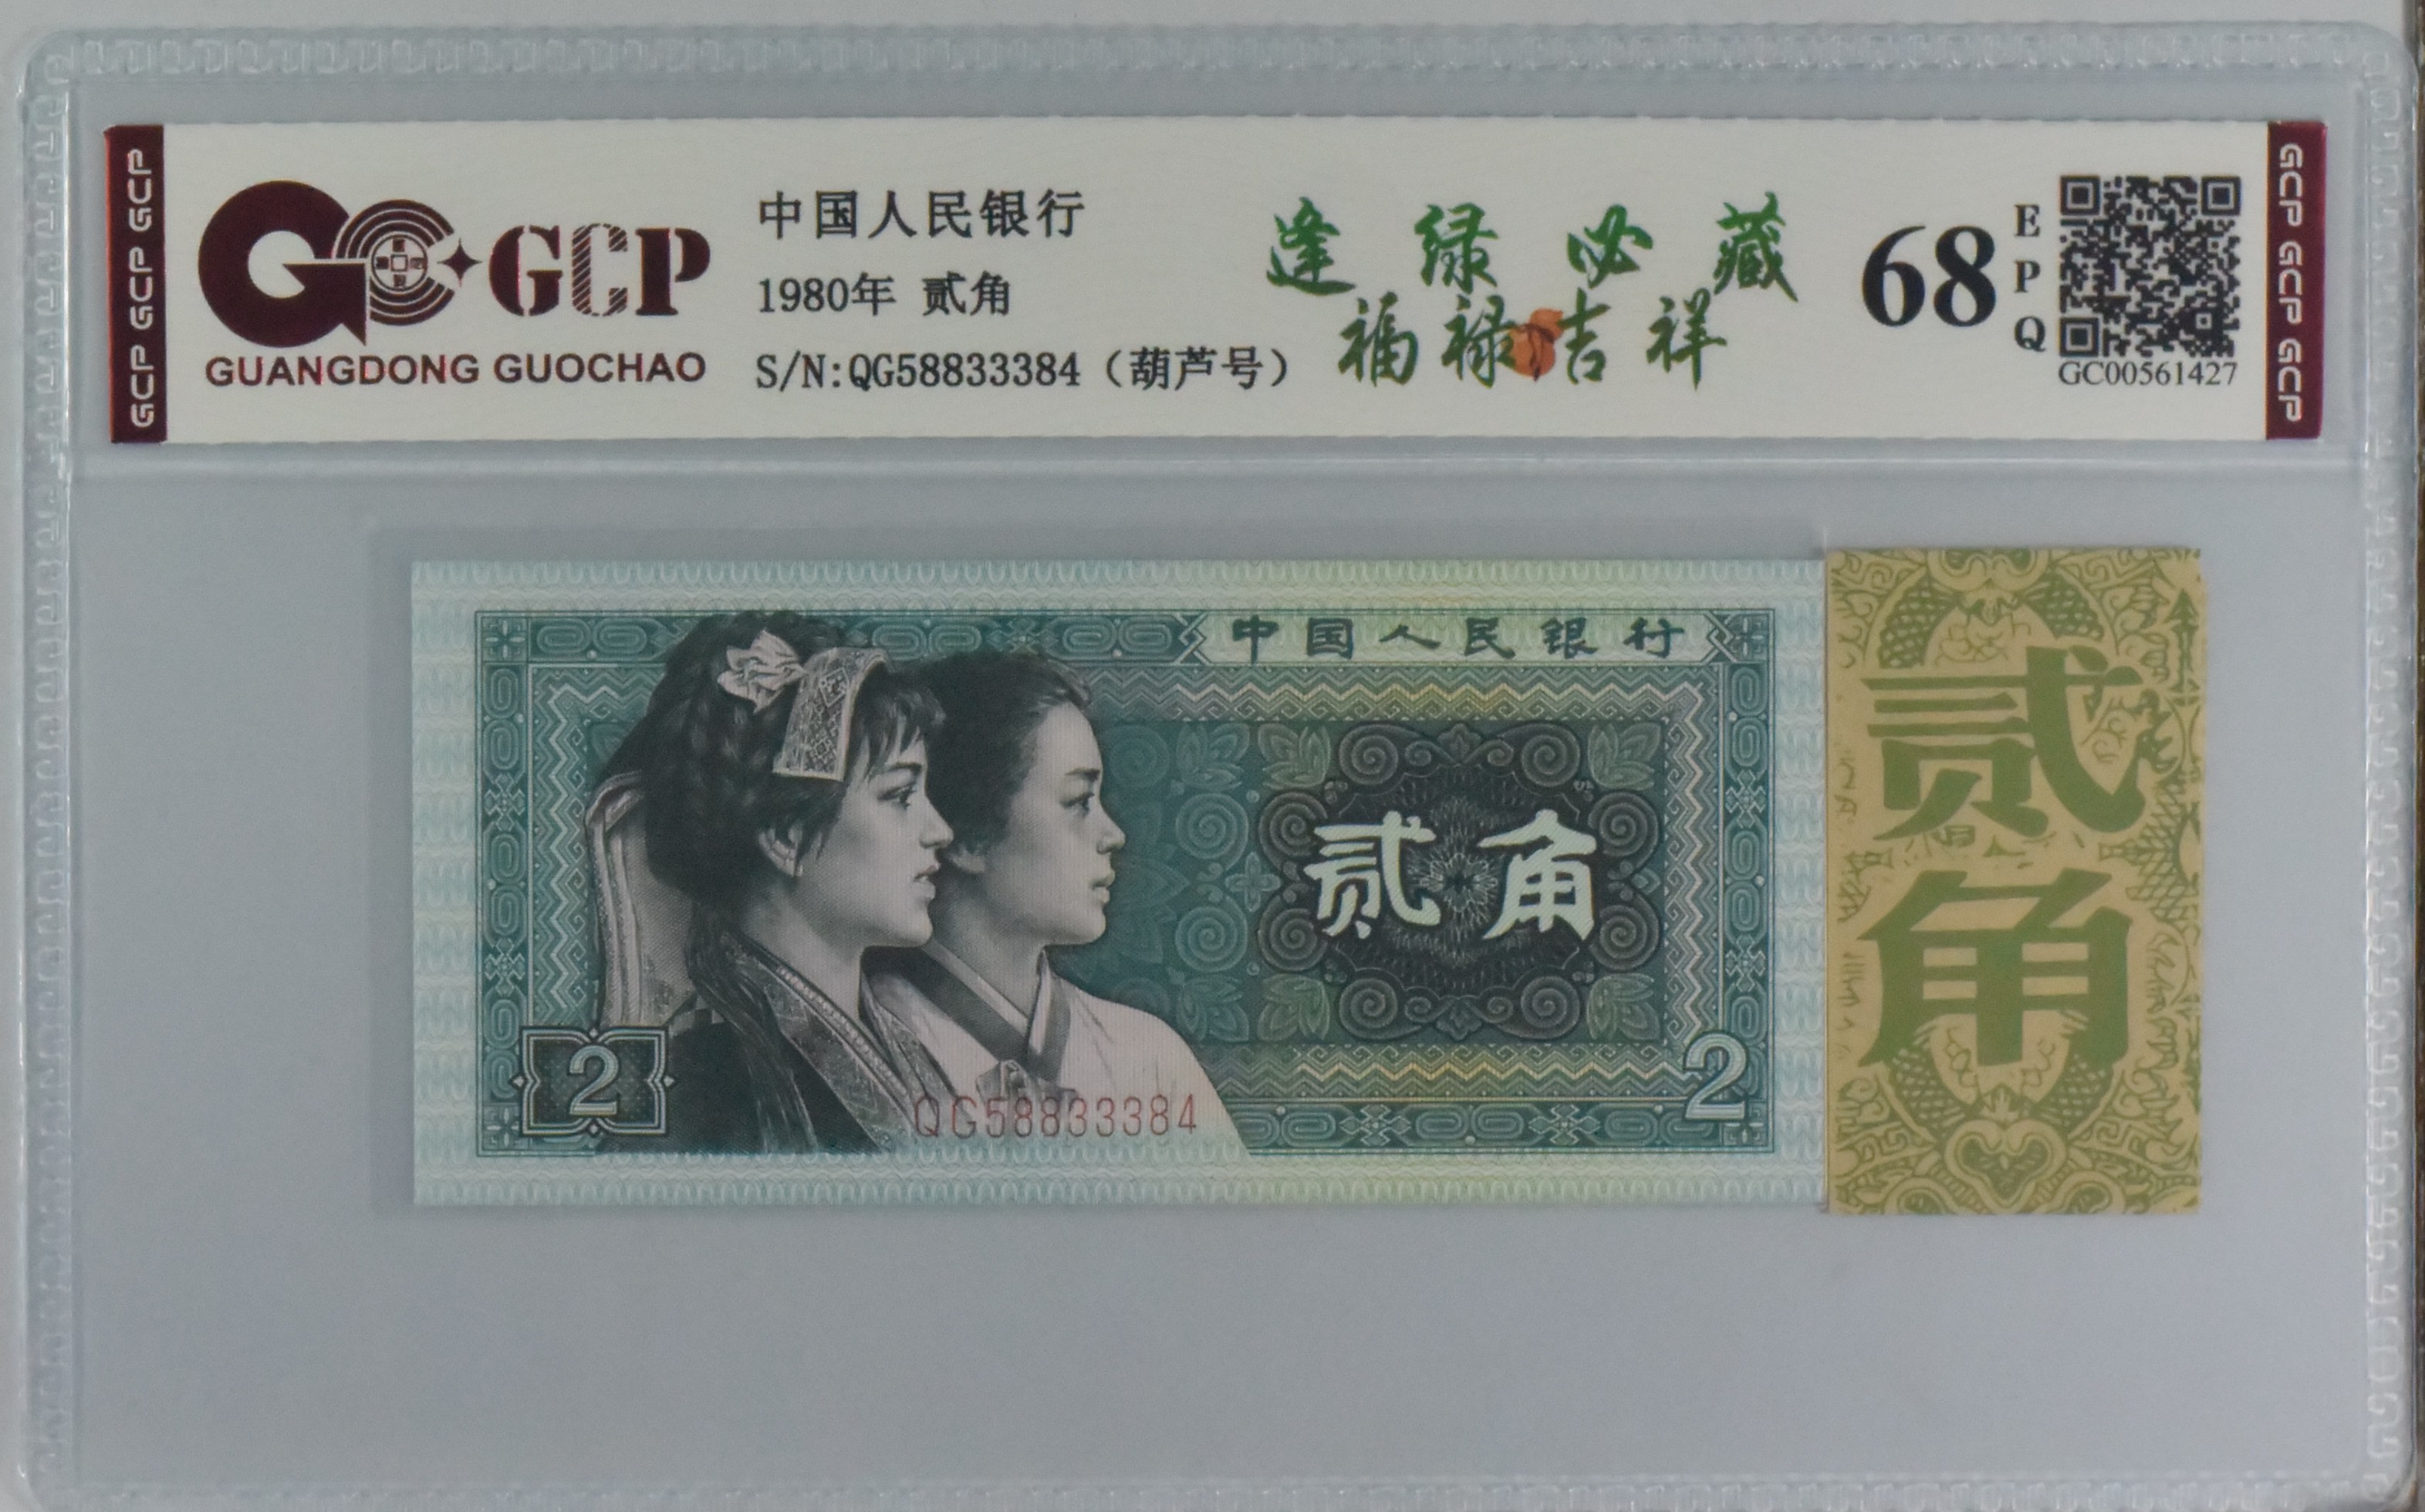 GCP GCP GCP
GCP
GUANGDONG GUOCHAO
中国人民银行
1980年 贰角
S/N:QG58833384（葫芦号）
逢绿必藏
福禄吉祥
68
EPQ
GC00561427
GCP GCP GCP
中国人民银行
贰角
2
QG58833384
2
贰角